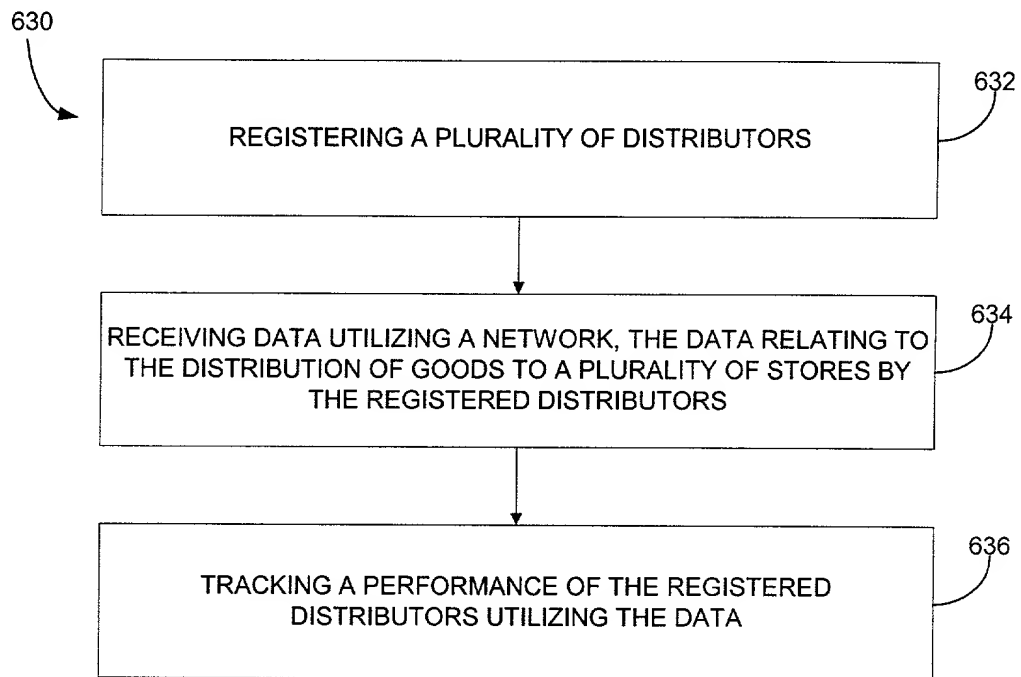 630
632
REGISTERING A PLURALITY OF DISTRIBUTORS
634
RECEIVING DATA UTILIZING A NETWORK, THE DATA RELATING TO
THE DISTRIBUTION OF GOODS TO A PLURALITY OF STORES BY
THE REGISTERED DISTRIBUTORS
636
TRACKING A PERFORMANCE OF THE REGISTERED
DISTRIBUTORS UTILIZING THE DATA